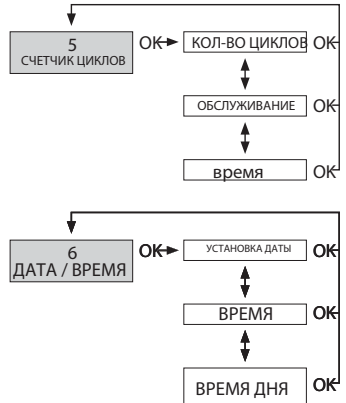 5 OK КОЛ-ВО ЦИКЛОВ OK
СЧЕТЧИК ЦИКЛОВ
ОБСЛУЖИВАНИЕ OK
время OK
6 OK УСТАНОВКА ДАТЫ OK
ДАТА / ВРЕМЯ
ВРЕМЯ OK
ВРЕМЯ ДНЯ OK